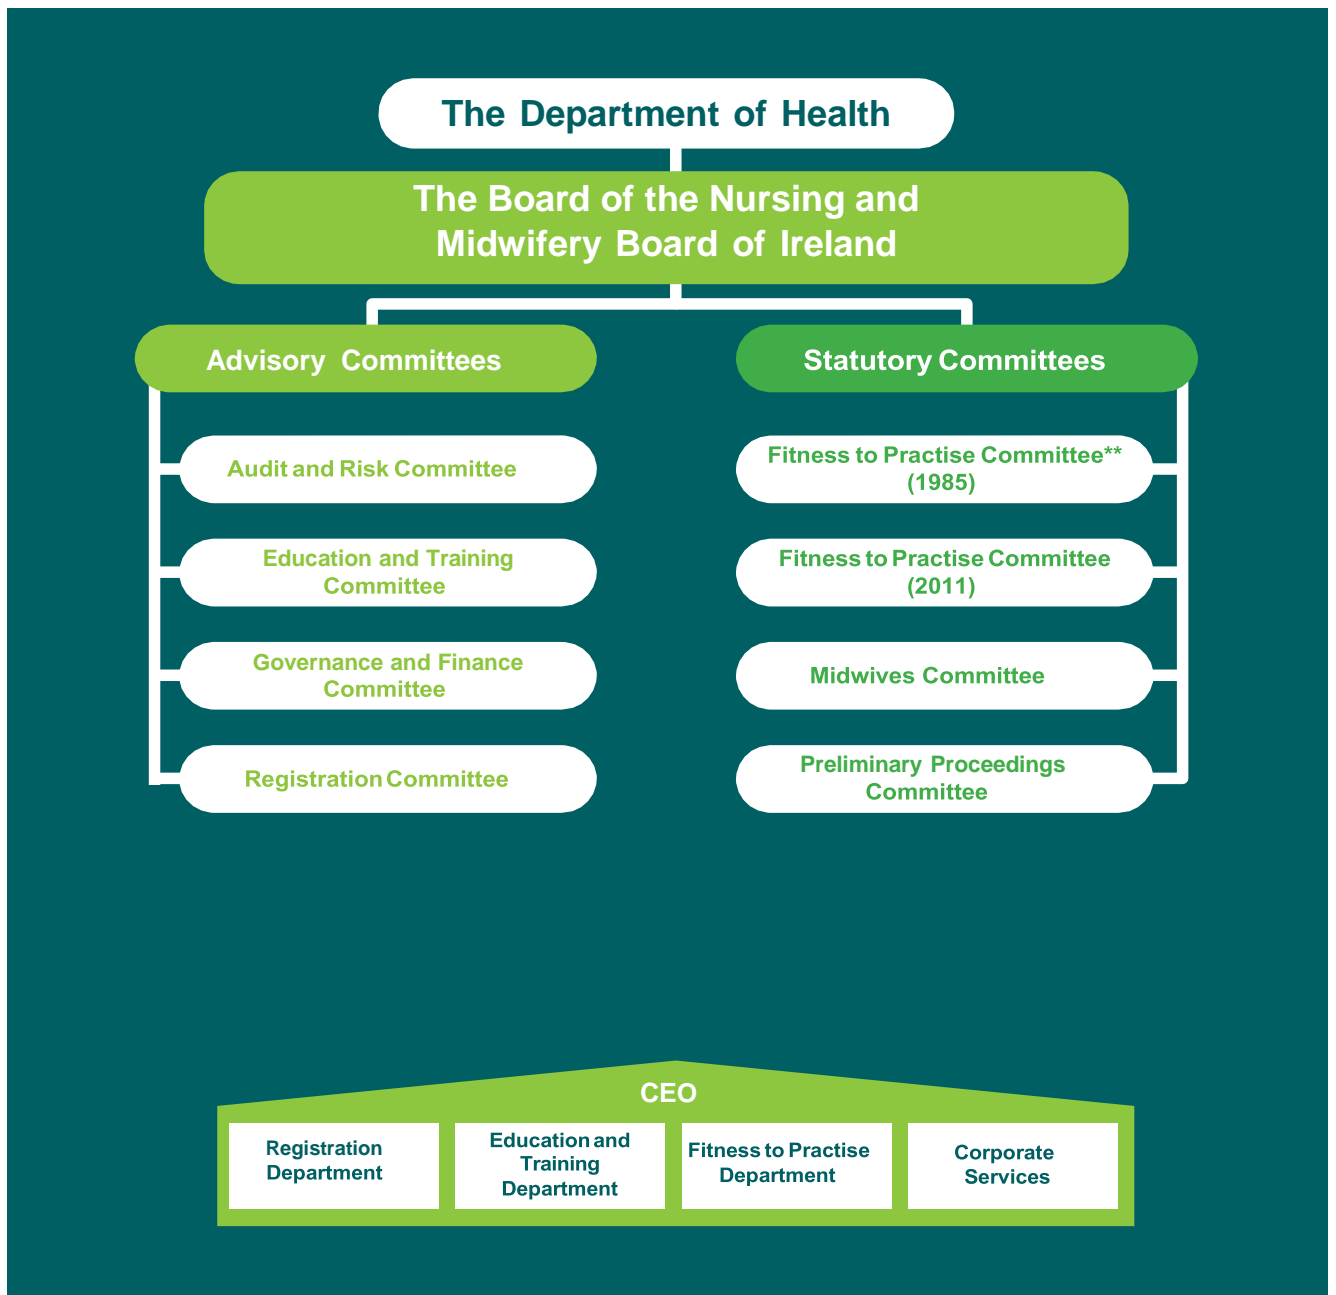 The Department of Health
The Board of the Nursing and
Midwifery Board of Ireland
Advisory Committees
Audit and Risk Committee
Education and Training
Committee
Governance and Finance
Committee
Registration Committee
Statutory Committees
Fitness to Practise Committee**
(1985)
Fitness to Practise Committee
(2011)
Midwives Committee
Preliminary Proceedings
Committee
CEO
Registration
Department
Education and
Training
Department
Fitness to Practise
Department
Corporate
Services